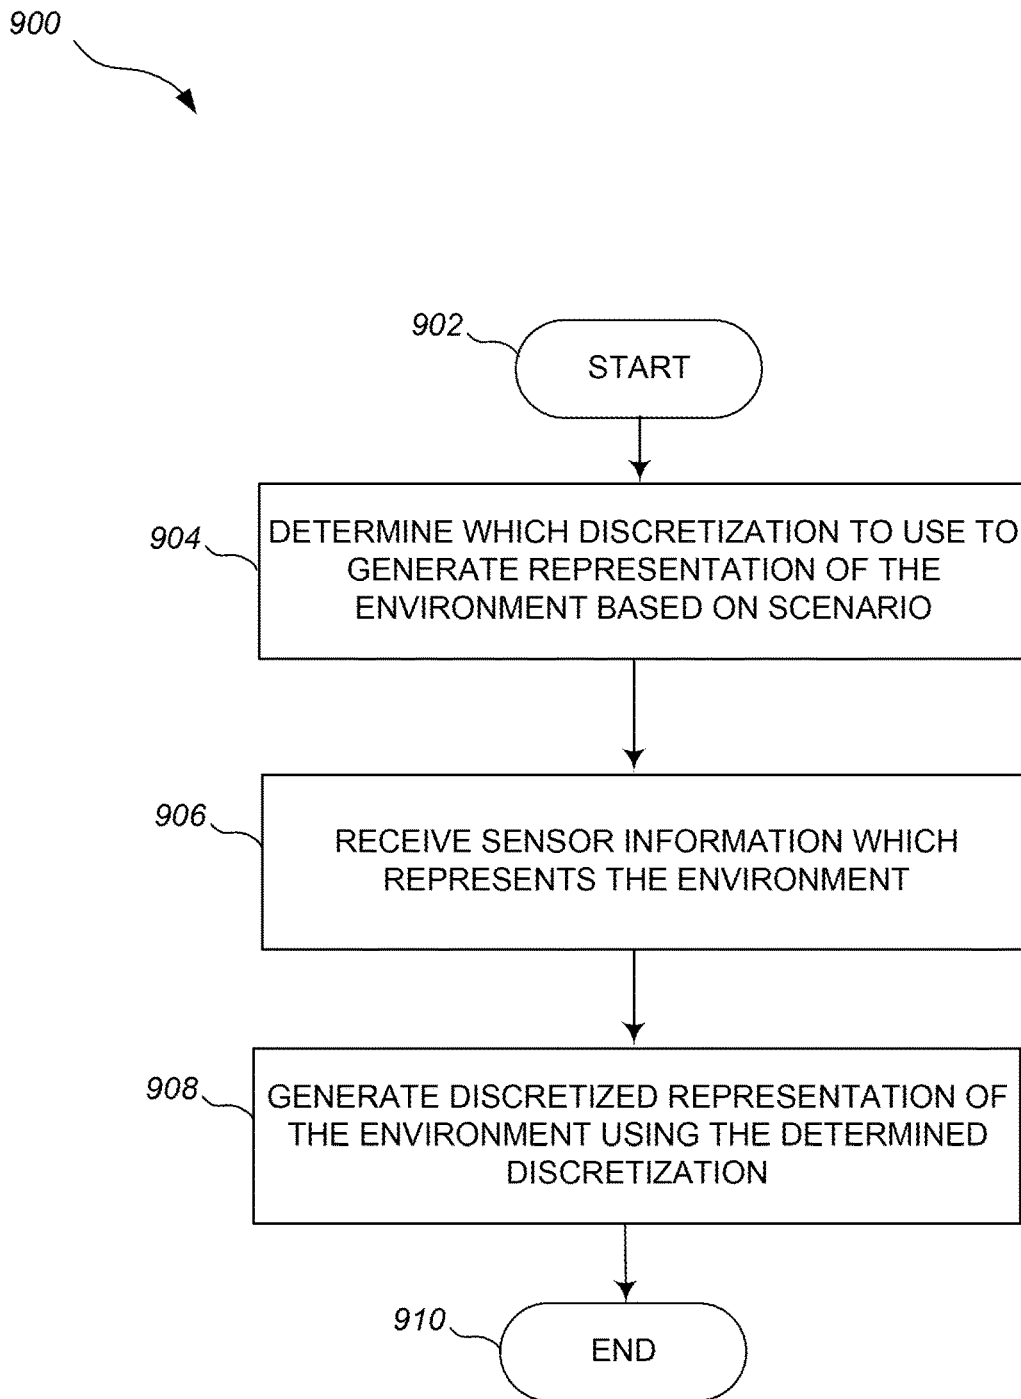 900
902
START
904
DETERMINE WHICH DISCRETIZATION TO USE TO
GENERATE REPRESENTATION OF THE
ENVIRONMENT BASED ON SCENARIO
906
RECEIVE SENSOR INFORMATION WHICH
REPRESENTS THE ENVIRONMENT
908
GENERATE DISCRETIZED REPRESENTATION OF
THE ENVIRONMENT USING THE DETERMINED
DISCRETIZATION
910
END